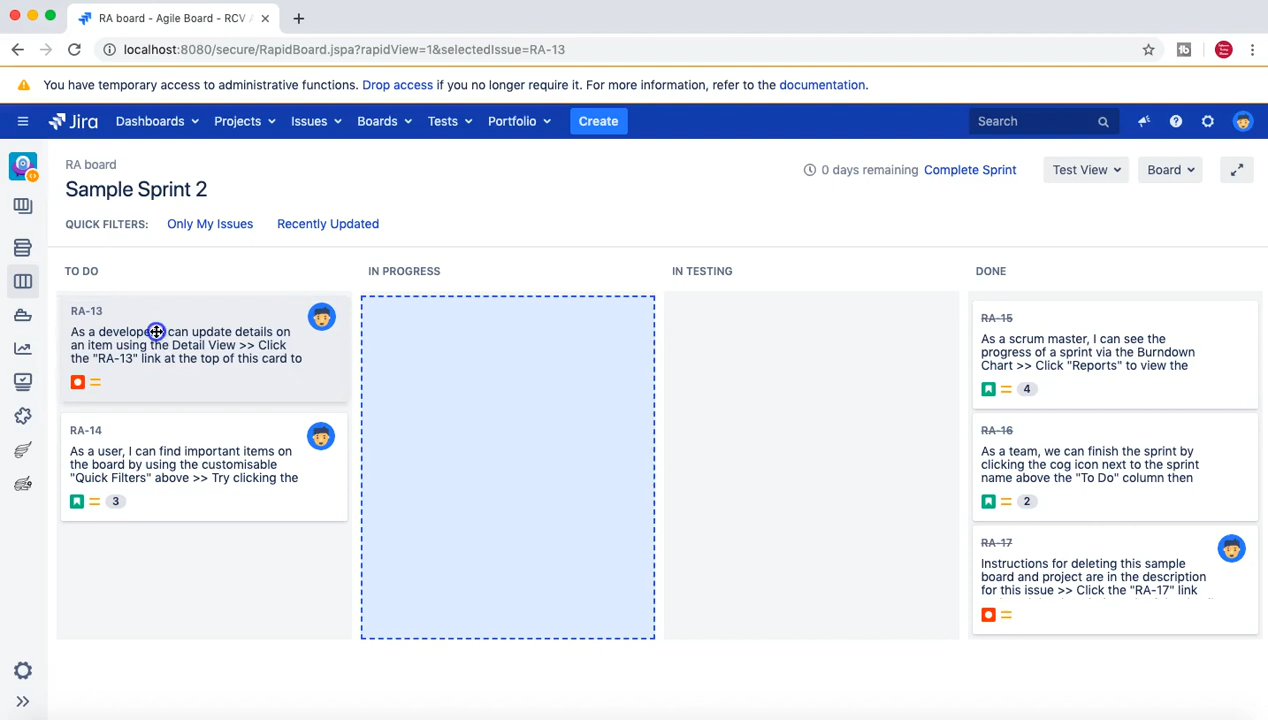 RA board - Agile Board - RCV
localhost:8080/secure/RapidBoard.jspa?rapidView=1&selectedIssue=RA-13
You have temporary access to administrative functions. Drop access if you no longer require it. For more information, refer to the documentation.
Jira Dashboards Projects Issues Boards Tests Portfolio Create Search
RA board
Sample Sprint 2
0 days remaining Complete Sprint Test View Board
QUICK FILTERS: Only My Issues Recently Updated
TO DO IN PROGRESS IN TESTING DONE
RA-13
As a developer can update details on
an item using the Detail View >> Click
the "RA-13" link at the top of this card to
RA-14
As a user, I can find important items on
the board by using the customisable
"Quick Filters" above >> Try clicking the
3
RA-15
As a scrum master, I can see the
progress of a sprint via the Burndown
Chart >> Click "Reports" to view the
4
RA-16
As a team, we can finish the sprint by
clicking the cog icon next to the sprint
name above the "To Do" column then
2
RA-17
Instructions for deleting this sample
board and project are in the description
for this issue >> Click the "RA-17" link